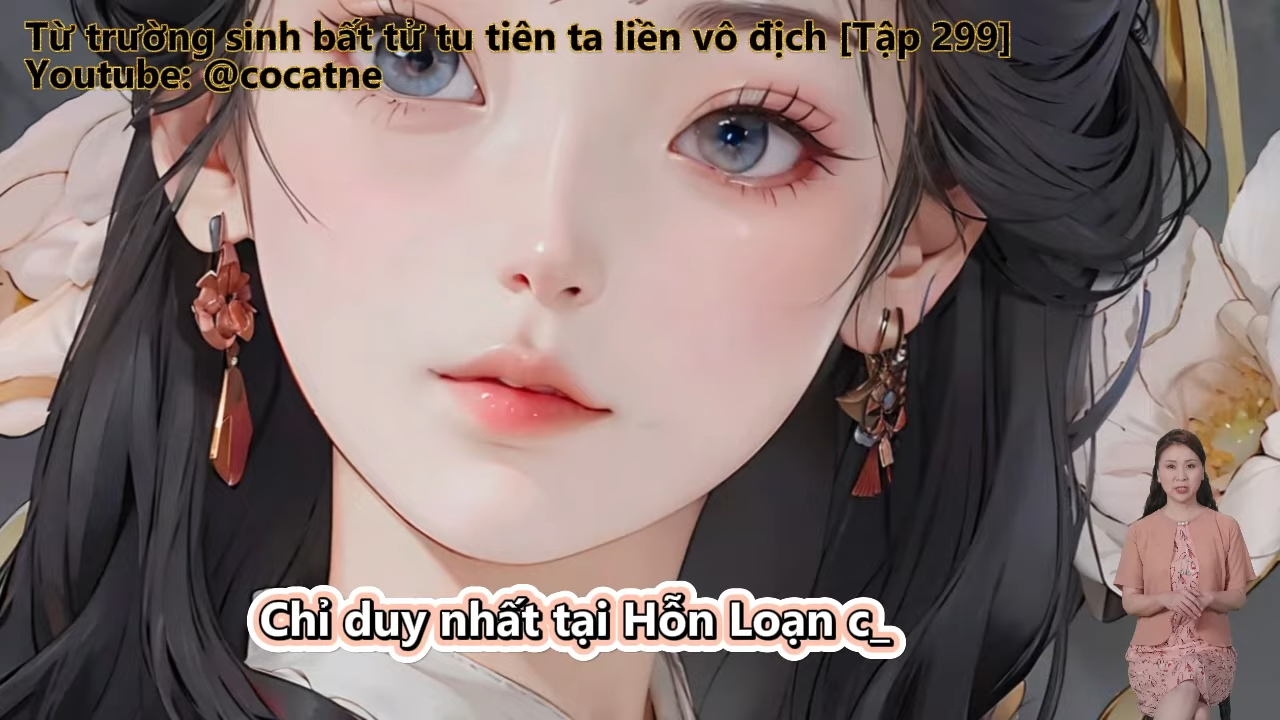 Từ trường sinh bất tử tu tiên ta liền vô địch [Tập 299]
Youtube: @cocatne
Chỉ duy nhất tại Hỗn Loạn c_